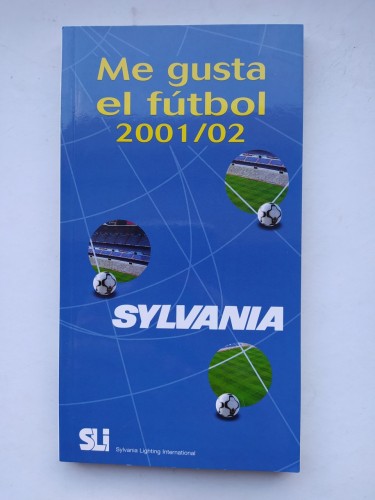 Me gusta
el fútbol
2001/02
SYLVANIA
SLI Sylvania Lighting International